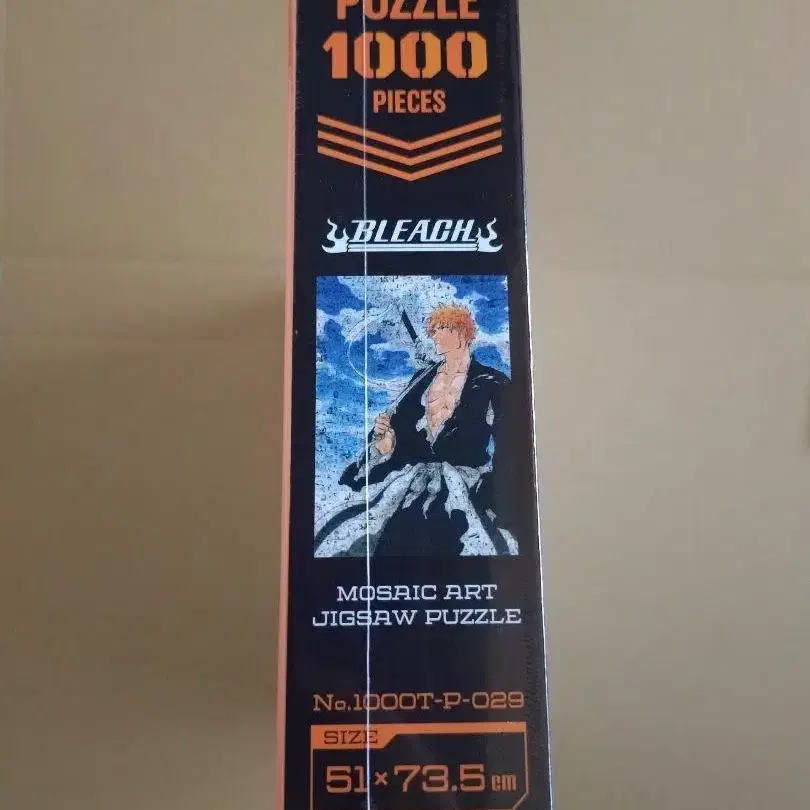 PUZZLE
1000
PIECES
BLEACH
MOSAIC ART
JIGSAW PUZZLE
No.1000T-P-029
SIZE
51×73.5cm